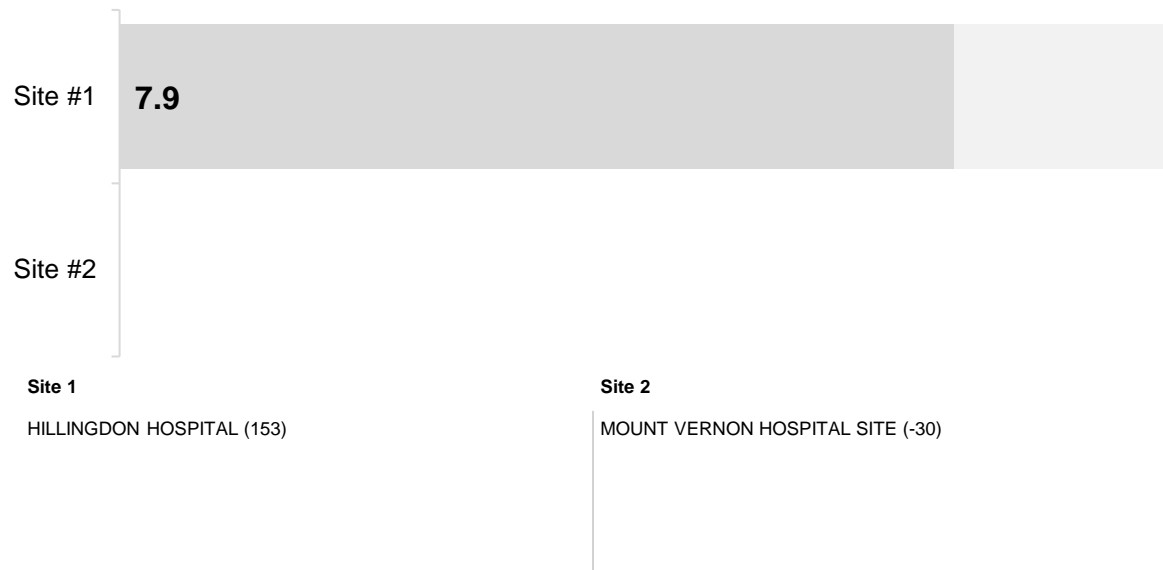 Site #1
7.9
Site #2
Site 1
HILLINGDON HOSPITAL (153)
Site 2
MOUNT VERNON HOSPITAL SITE (-30)